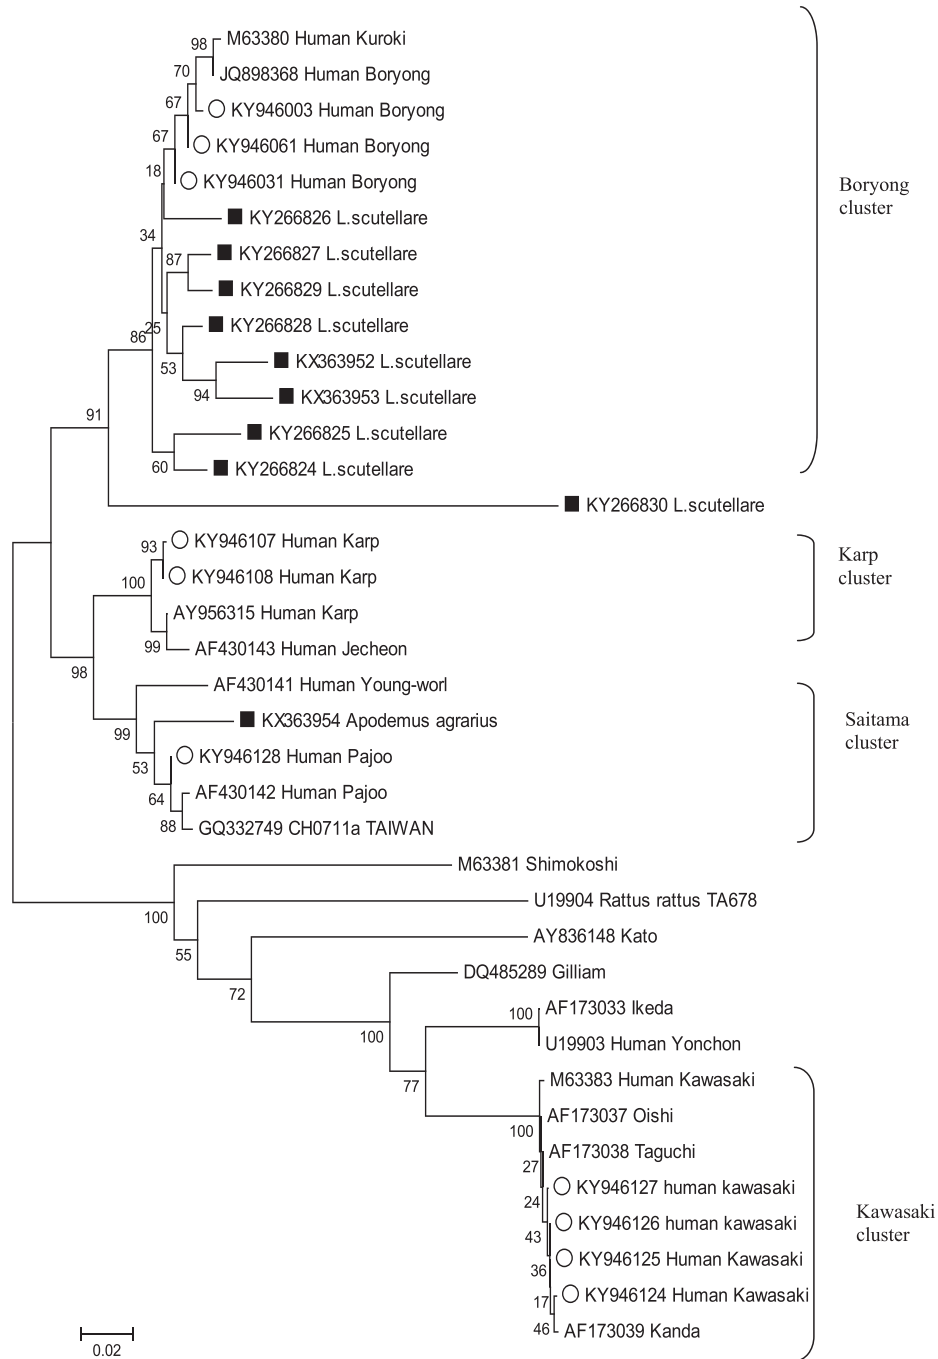 M63380 Human Kuroki
98
JQ898368 Human Boryong
70
67
KY946003 Human Boryong
67
KY946061 Human Boryong
18
KY946031 Human Boryong
Boryong
cluster
KY266826 L.scutellare
34
87
KY266827 L.scutellare
KY266829 L.scutellare
86
25
KY266828 L.scutellare
53
KX363952 L.scutellare
94
KX363953 L.scutellare
91
KY266825 L.scutellare
60
KY266824 L.scutellare
KY266830 L.scutellare
93
KY946107 Human Karp
Karp
cluster
100
KY946108 Human Karp
AY956315 Human Karp
99
AF430143 Human Jecheon
98
AF430141 Human Young-worl
99
KX363954 Apodemus agrarius
Saitama
cluster
53
KY946128 Human Pajoo
64
AF430142 Human Pajoo
88
GQ332749 CH0711a TAIWAN
M63381 Shimokoshi
100
U19904 Rattus rattus TA678
55
AY836148 Kato
72
DQ485289 Gilliam
100
100
AF173033 Ikeda
U19903 Human Yonchon
77
M63383 Human Kawasaki
AF173037 Oishi
100
AF173038 Taguchi
27
KY946127 human kawasaki
24
KY946126 human kawasaki
Kawasaki
cluster
43
KY946125 Human Kawasaki
36
KY946124 Human Kawasaki
17
46
AF173039 Kanda
0.02